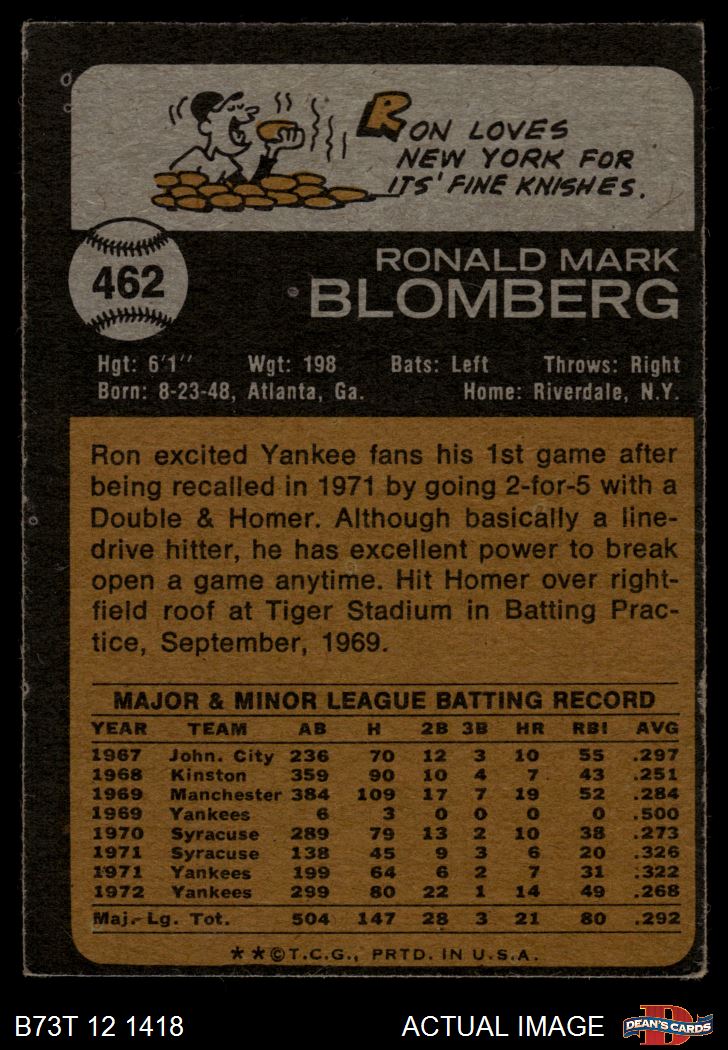 RON LOVES
NEW YORK FOR
ITS' FINE KNISHES.
462
RONALD MARK
BLOMBERG
Hgt: 6'1" Wgt: 198 Bats: Left Throws: Right
Born: 8-23-48, Atlanta, Ga. Home: Riverdale, N.Y.
Ron excited Yankee fans his 1st game after
being recalled in 1971 by going 2-for-5 with a
Double & Homer. Although basically a line-
drive hitter, he has excellent power to break
open a game anytime. Hit Homer over right-
field roof at Tiger Stadium in Batting Prac-
tice, September, 1969.
MAJOR & MINOR LEAGUE BATTING RECORD
YEAR TEAM AB H 2B 3B HR RBI AVG
1967 John. City 236 70 12 3 10 55 .297
1968 Kinston 359 90 10 4 7 43 .251
1969 Manchester 384 109 17 7 19 52 .284
1969 Yankees 6 3 0 0 0 0 .500
1970 Syracuse 289 79 13 2 10 38 .273
1971 Syracuse 138 45 9 3 6 20 .326
1971 Yankees 199 64 6 2 7 31 .322
1972 Yankees 299 80 22 1 14 49 .268
Maj. Lg. Tot. 504 147 28 3 21 80 .292
**©T.C.G., PRTD. IN U.S.A.
B73T 12 1418 ACTUAL IMAGE D DEAN'S CARDS